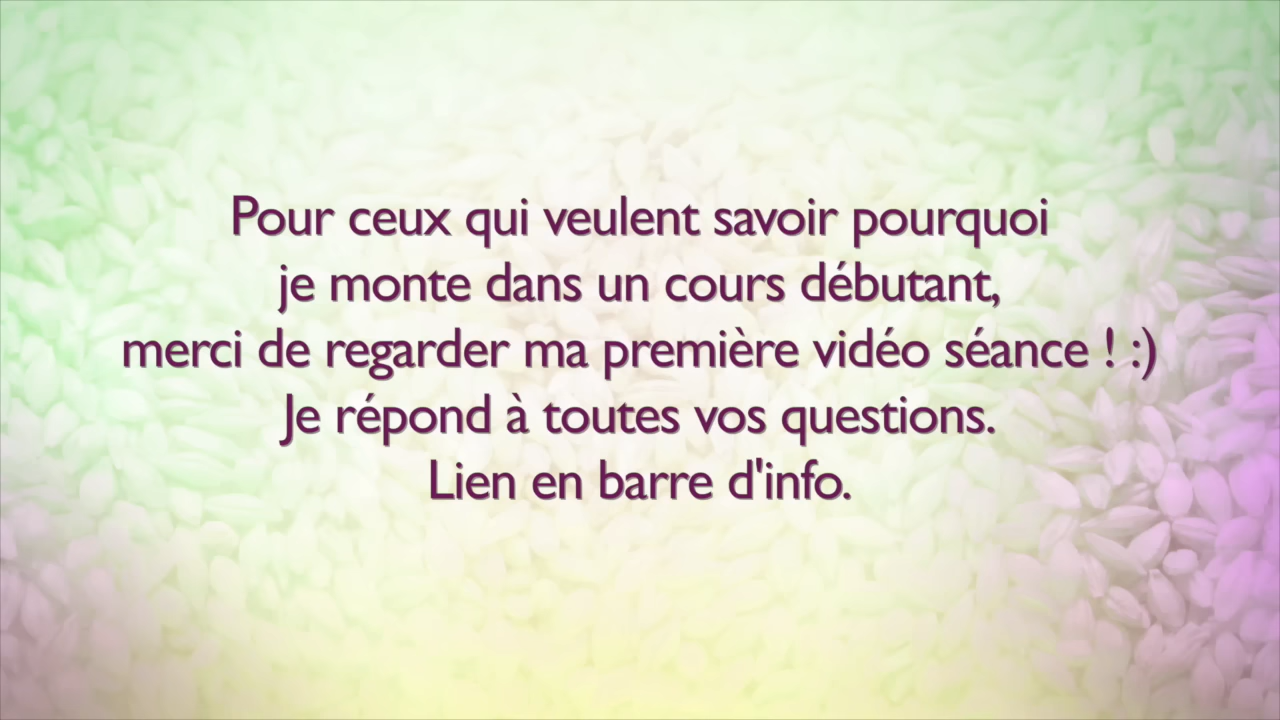 Pour ceux qui veulent savoir pourquoi
je monte dans un cours débutant,
merci de regarder ma première vidéo séance ! :)
Je répond à toutes vos questions.
Lien en barre d'info.